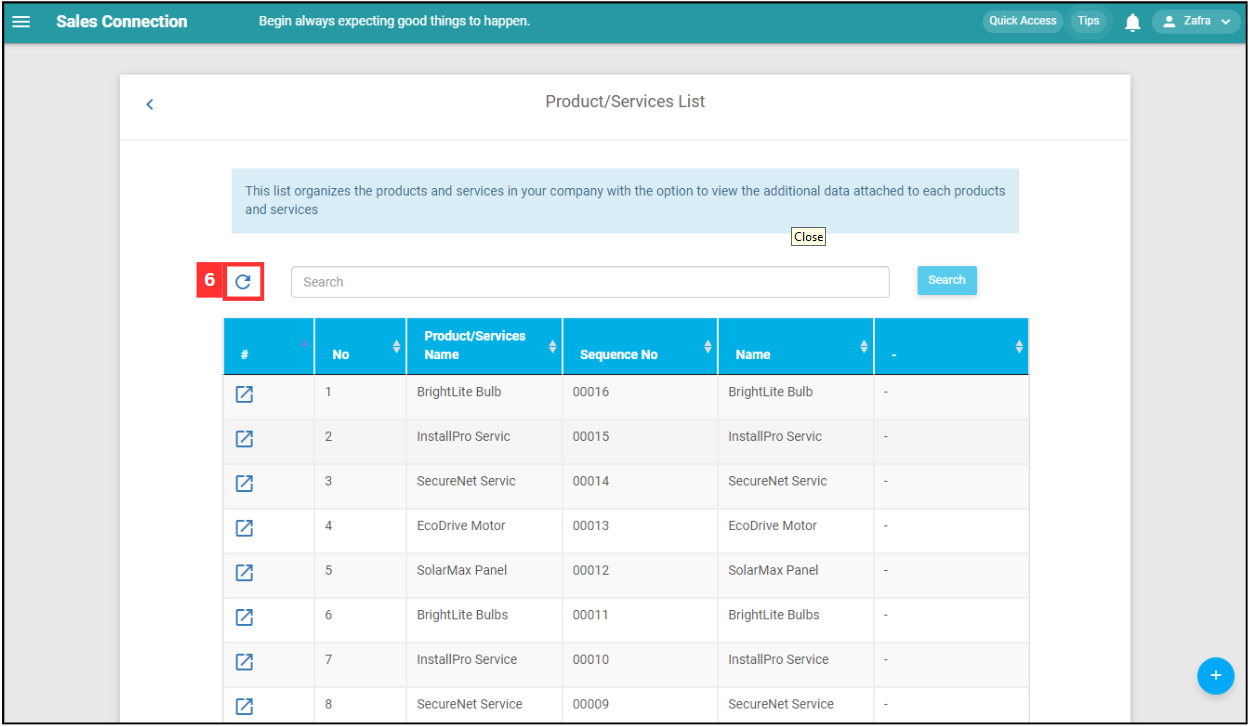 Sales Connection Begin always expecting good things to happen. Quick Access Tips Zafra
Product/Services List
This list organizes the products and services in your company with the option to view the additional data attached to each products
and services
Close
6 Search Search
# No Product/Services Name Sequence No Name -
1 BrightLite Bulb 00016 BrightLite Bulb -
2 InstallPro Servic 00015 InstallPro Servic -
3 SecureNet Servic 00014 SecureNet Servic -
4 EcoDrive Motor 00013 EcoDrive Motor -
5 SolarMax Panel 00012 SolarMax Panel -
6 BrightLite Bulbs 00011 BrightLite Bulbs -
7 InstallPro Service 00010 InstallPro Service -
8 SecureNet Service 00009 SecureNet Service -
+